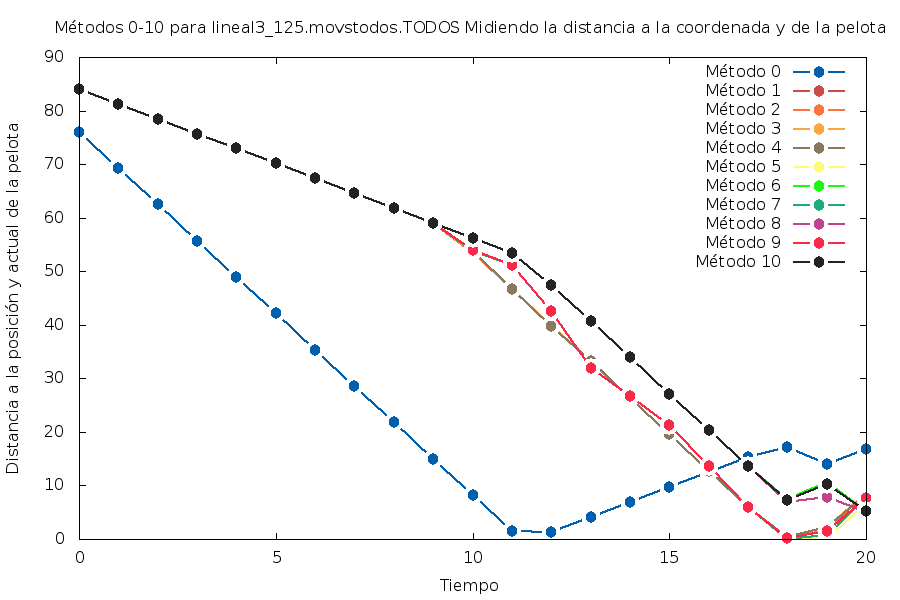 Métodos 0-10 para lineal3_125.movstodos.TODOS Midiendo la distancia a la coordenada y de la pelota
Distancia a la posición y actual de la pelota
90
80
70
60
50
40
30
20
10
0
0
5
10
15
20
Tiempo
Método 0
Método 1
Método 2
Método 3
Método 4
Método 5
Método 6
Método 7
Método 8
Método 9
Método 10